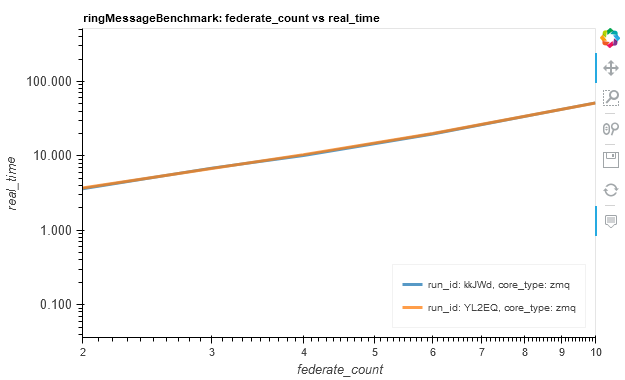 ringMessageBenchmark: federate_count vs real_time
100.000
10.000
1.000
0.100
real_time
run_id: kkJWd, core_type: zmq
run_id: YL2EQ, core_type: zmq
2
3
4
5
6
7
8
9
10
federate_count